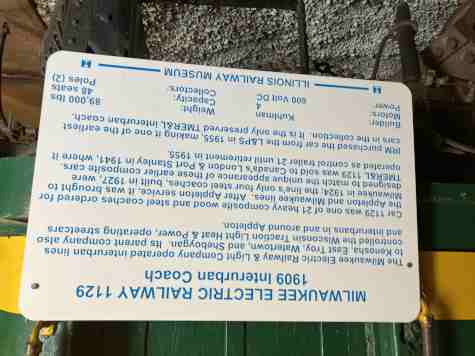 MILWAUKEE ELECTRIC RAILWAY 1129
1909 Interurban Coach
The Milwaukee Electric Railway & Light Company operated interurban lines
to Kenosha, East Troy, Watertown, and Sheboygan. Its parent company also
controlled the Wisconsin Traction Light Heat & Power, operating streetcars
and interurbans in and around Appleton.
Car 1129 was one of 21 heavy composite wood and steel coaches ordered for
the Appleton and Milwaukee lines. After Appleton service, it was brought to
Milwaukee in 1924. The line's only four steel coaches, built in 1927, were
designed to match the unique appearance of these earlier composite cars.
TMER&L 1129 was sold to Canada's London & Port Stanley in 1941, where it
operated as control trailer 21 until retirement in 1955.
IRM purchased the car from the L&PS in 1955, making it one of the earliest
cars in the collection. It is the only preserved TMER&L interurban coach.
Builder: Kuhlman Weight: 89,000 lbs
Motors: 4 Capacity: 48 seats
Power: 600 Volt DC Collectors: Poles (2)
ILLINOIS RAILWAY MUSEUM